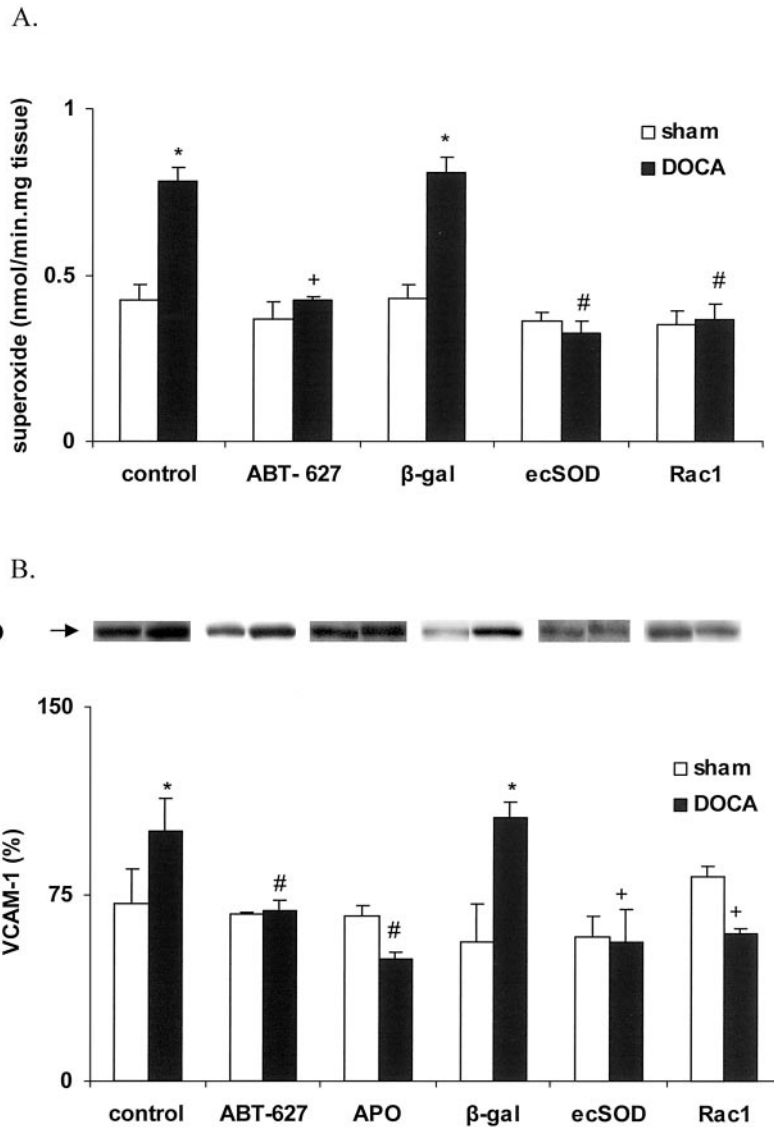 A.
1
0.5
0
superoxide (nmol/min.mg tissue)
sham
DOCA
*
+
*
#
#
control ABT- 627 β-gal ecSOD Rac1
B.
150
75
0
VCAM-1 (%)
sham
DOCA
*
#
#
*
+
+
control ABT-627 APO β-gal ecSOD Rac1